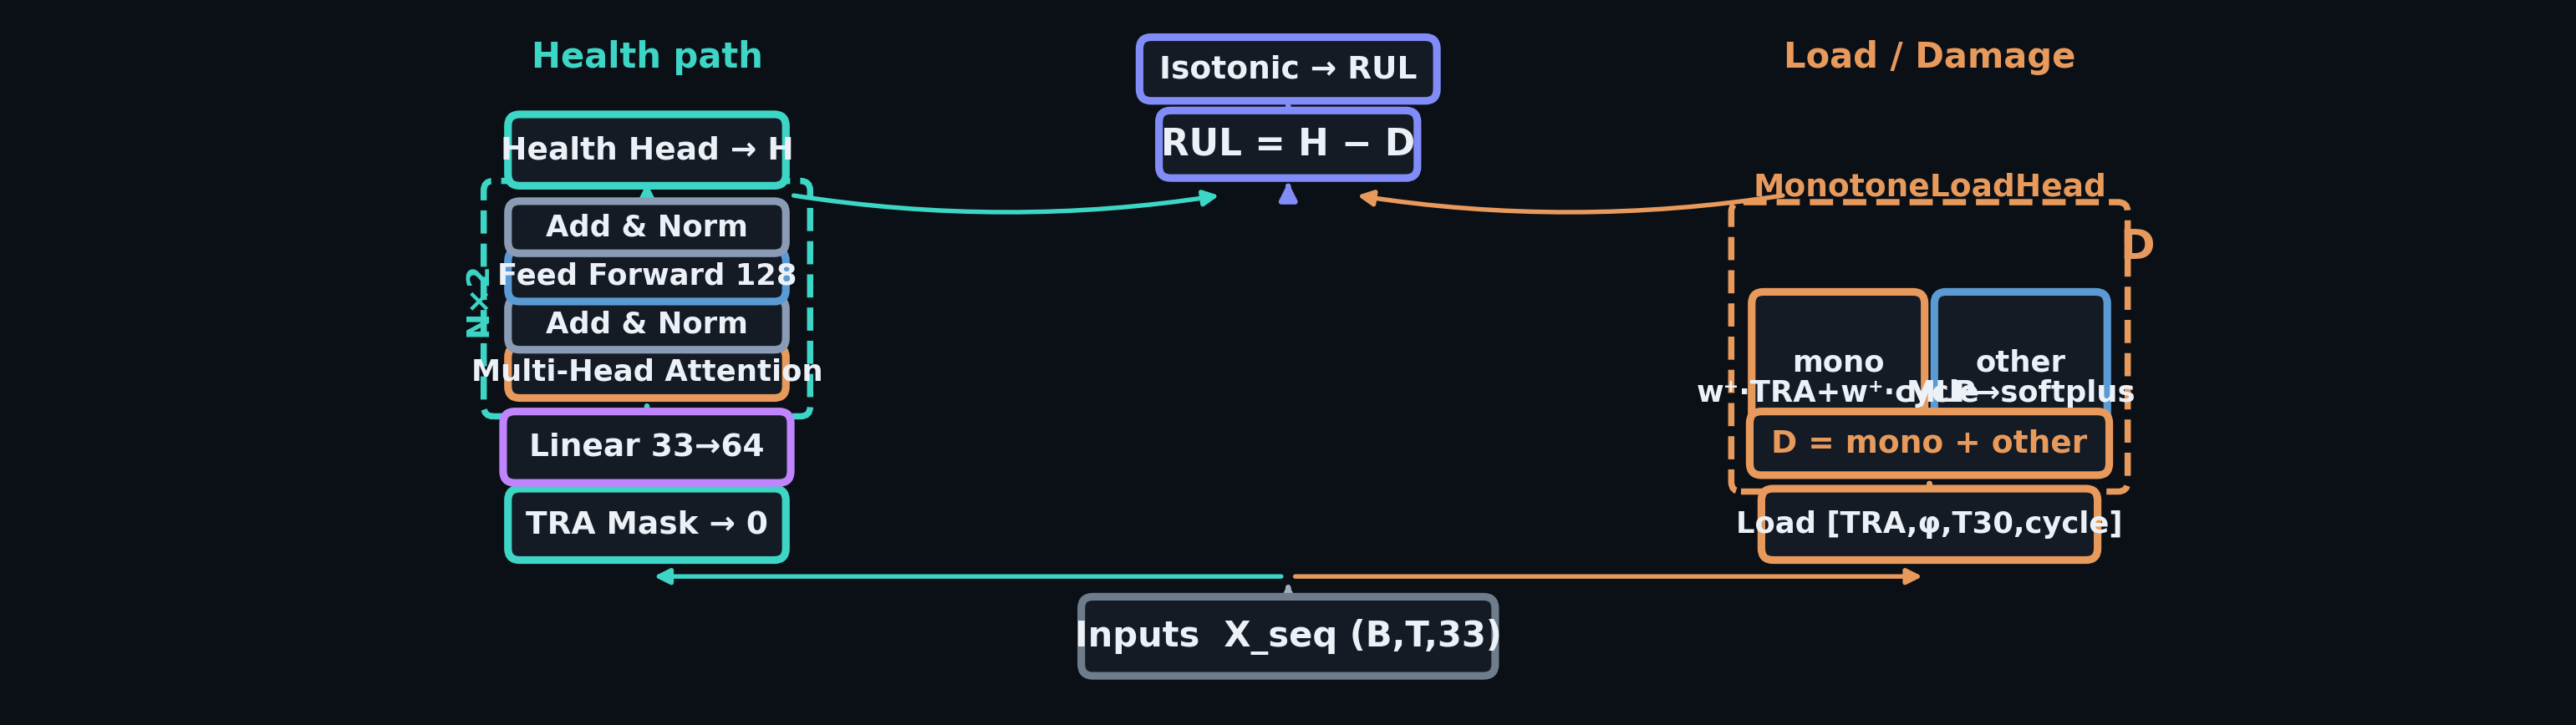 Health path
Isotonic → RUL
Load / Damage
Health Head → H
RUL = H − D
MonotoneLoadHead
Add & Norm
D
Feed Forward 128
N×2
Add & Norm
Multi-Head Attention
mono
w⁺·TRA+w⁺·cycle
other
MLP→softplus
Linear 33→64
D = mono + other
TRA Mask → 0
Load [TRA,φ,T30,cycle]
Inputs  X_seq (B,T,33)